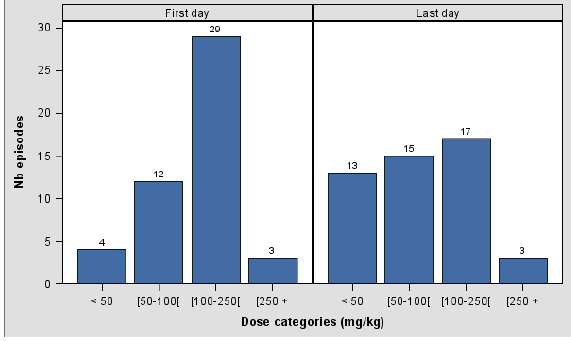 First day Last day
30
25
20
15
10
5
0
Nb episodes
4 12 29 3 13 15 17 3
< 50 [50-100[ [100-250[ [250 + < 50 [50-100[ [100-250[ [250 +
Dose categories (mg/kg)